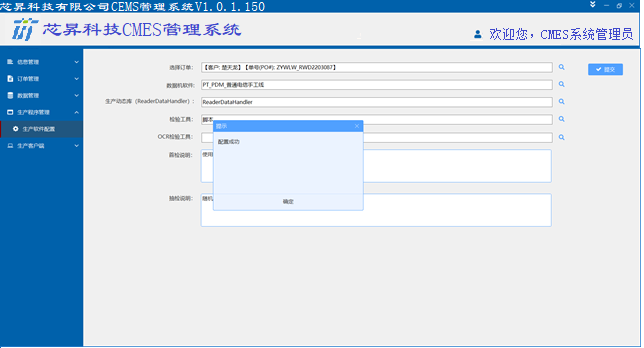 芯昇科技有限公司CEMS管理系统V1.0.1.150
芯昇科技CMES管理系统
欢迎您，CMES系统管理员
信息管理
订单管理
数据管理
生产程序管理
生产软件配置
生产客户端
选择订单：
【客户: 楚天龙】【单号(PO#): ZYWLW_RWD2203087】
提交
数据机软件：
PT_PDM_普通电信手工线
生产动态库（ReaderDataHandler）：
ReaderDataHandler
检验工具：
脚本
OCR检验工具：
首检说明：
使用
抽检说明：
随机
提示
配置成功
确定